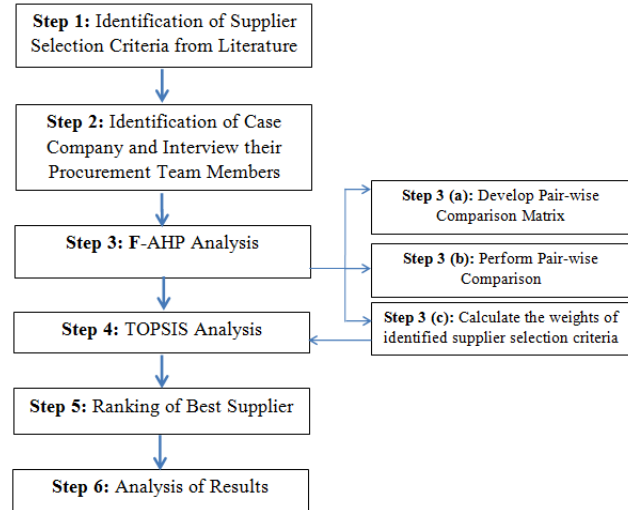 Step 1: Identification of Supplier
Selection Criteria from Literature
Step 2: Identification of Case
Company and Interview their
Procurement Team Members
Step 3: F-AHP Analysis
Step 3 (a): Develop Pair-wise
Comparison Matrix
Step 3 (b): Perform Pair-wise
Comparison
Step 3 (c): Calculate the weights of
identified supplier selection criteria
Step 4: TOPSIS Analysis
Step 5: Ranking of Best Supplier
Step 6: Analysis of Results